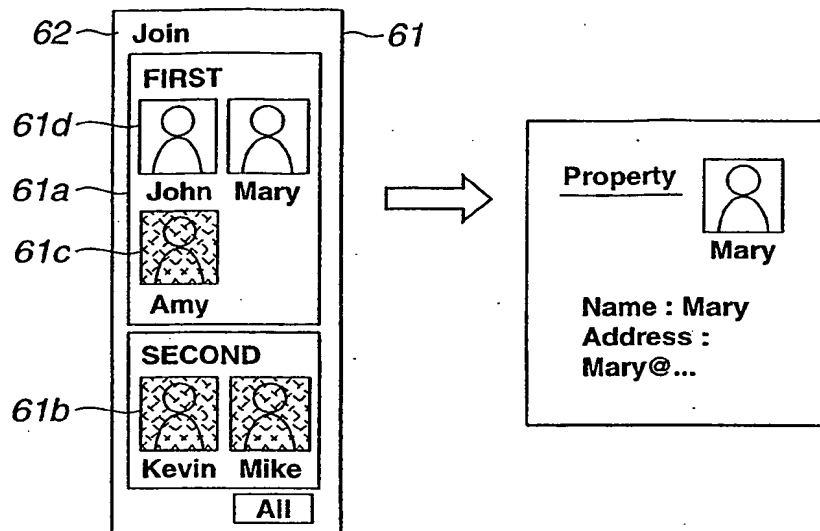 62 Join 61
FIRST
61d
John Mary
61a
61c
Amy
SECOND
61b
Kevin Mike
All
Property
Mary
Name : Mary
Address :
Mary@...